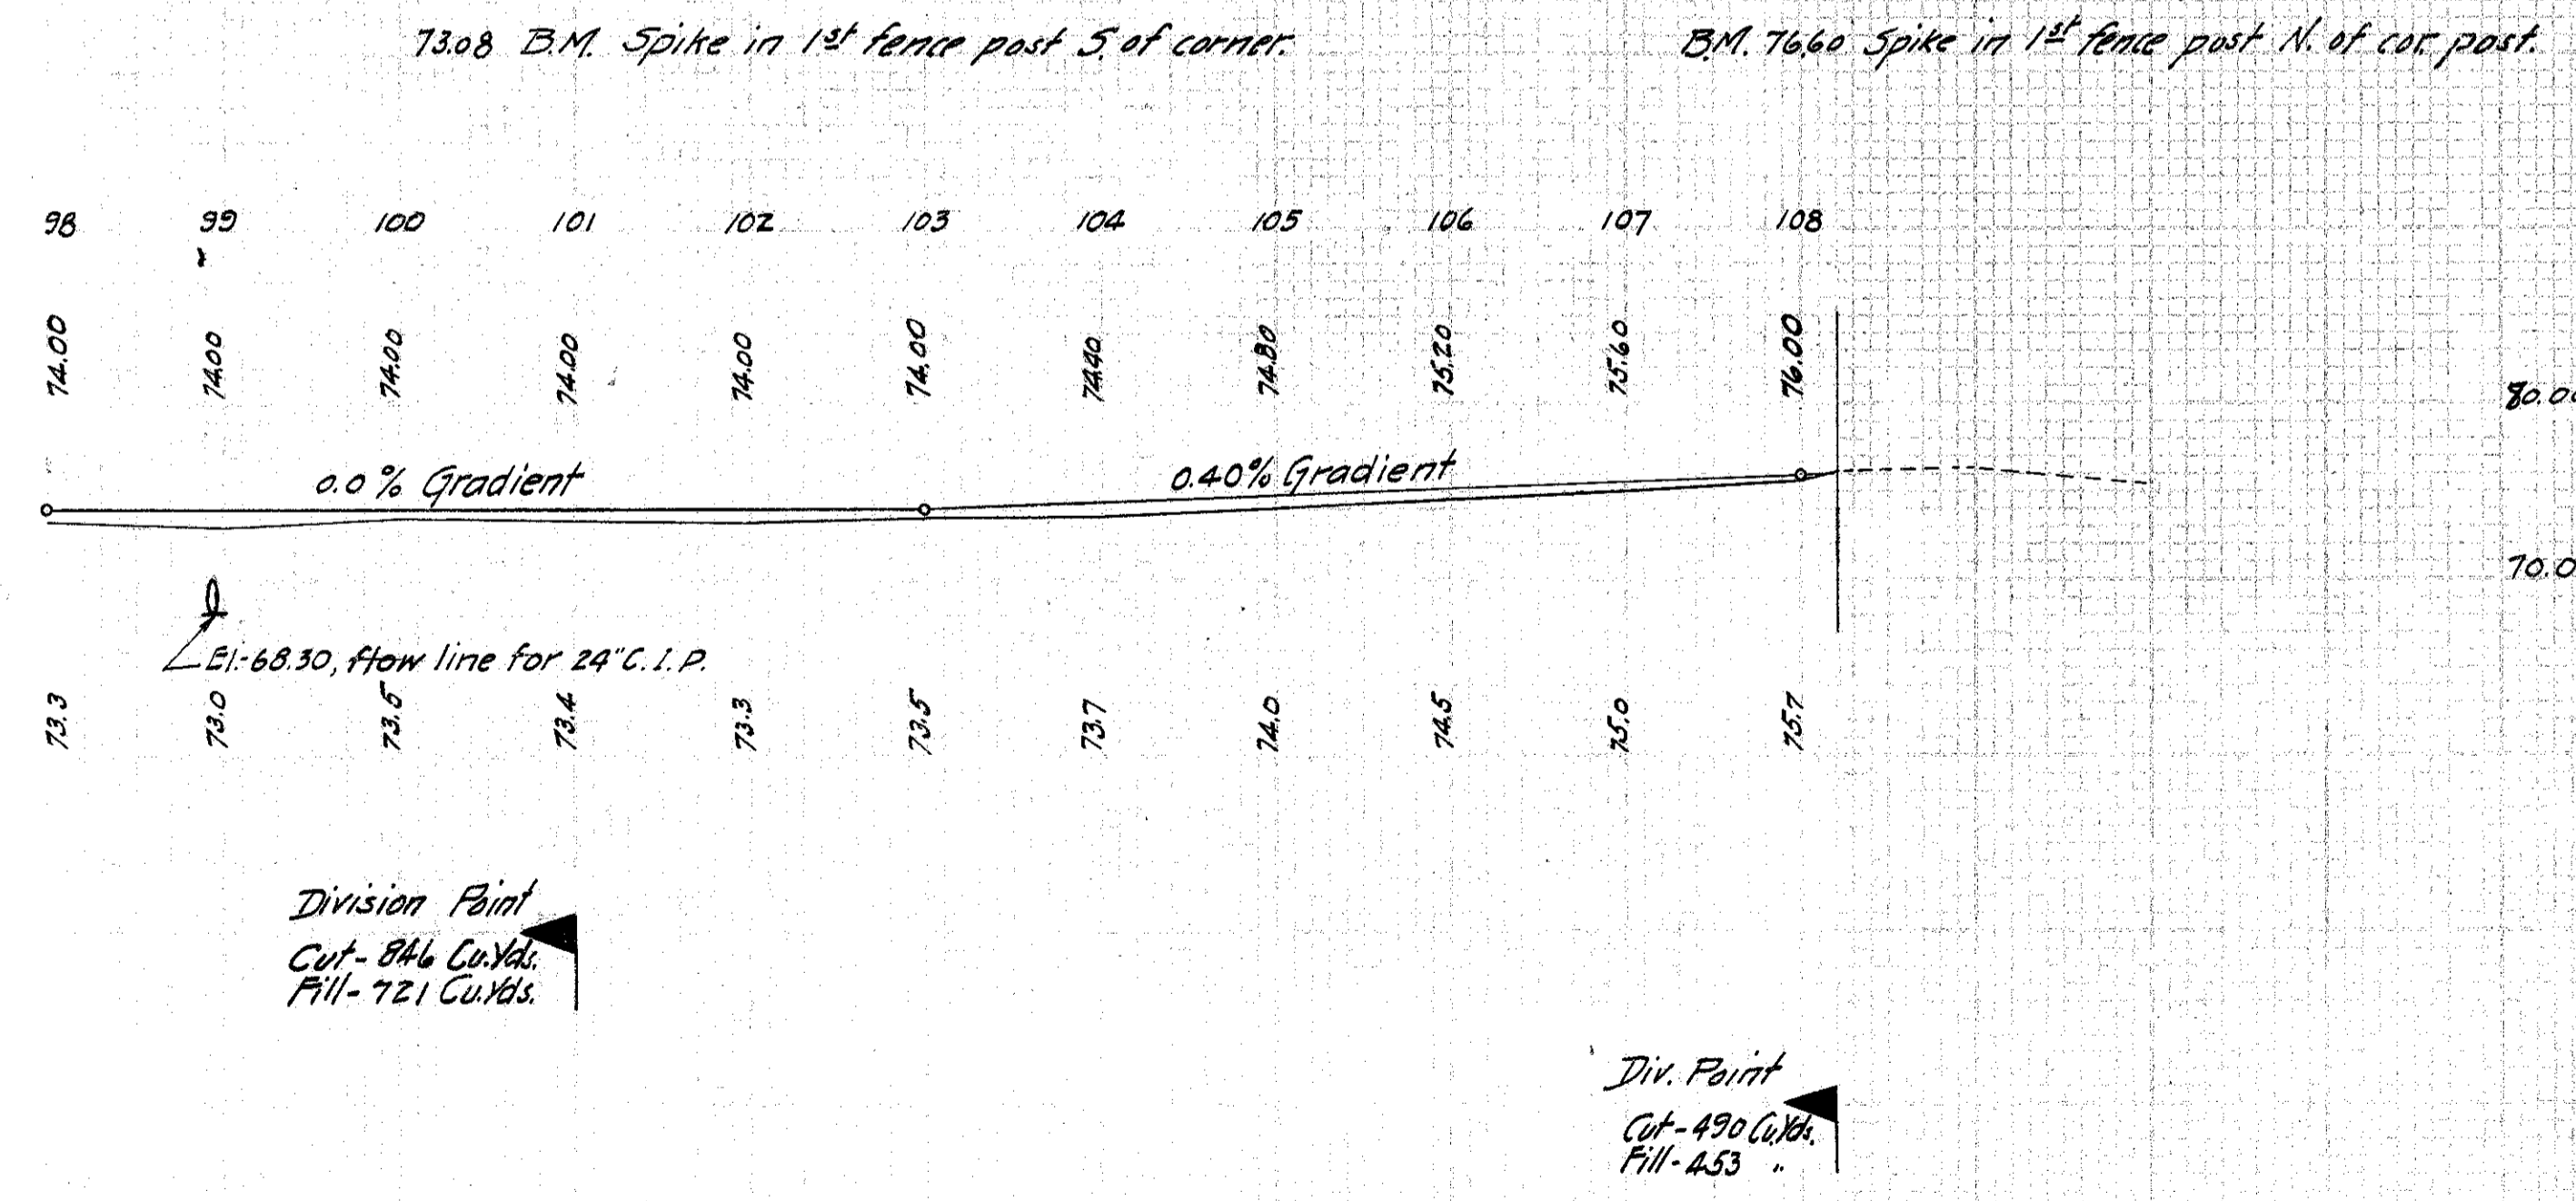 73.08 B.M. Spike in 1st fence post S. of corner.
B.M. 76.60 Spike in 1st fence post N. of cor. post.
98 99 100 101 102 103 104 105 106 107 108
74.00 74.00 74.00 74.00 74.00 74.00 74.40 74.80 75.20 75.60 76.00
80.00
0.0% Gradient
0.40% Gradient
70.0
El.-68.30, flow line for 24" C.I.P.
73.3 73.0 73.5 73.4 73.3 73.5 73.7 74.0 74.5 75.0 75.7
Division Point
Cut- 846 Cu.Yds.
Fill- 721 Cu.Yds.
Div. Point
Cut- 490 Cu.Yds.
Fill- 453 "